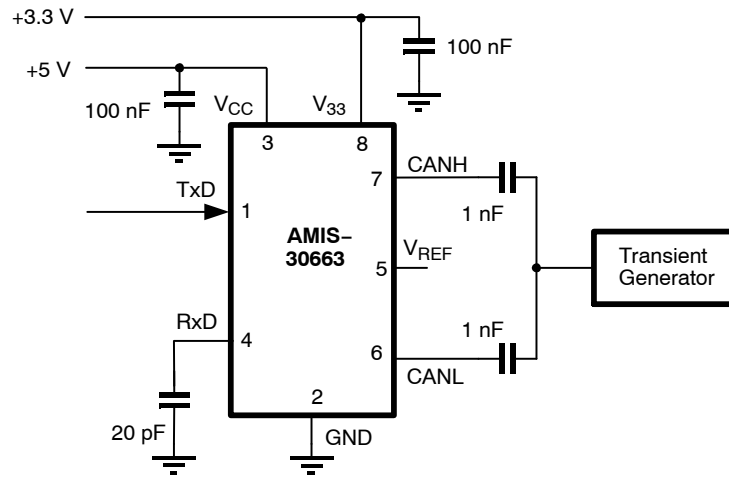 +3.3 V
100 nF
+5 V
100 nF
VCC
V33
3
8
7
CANH
TxD
1 nF
1
AMIS–
30663
VREF
5
Transient
Generator
RxD
4
1 nF
6
CANL
2
20 pF
GND